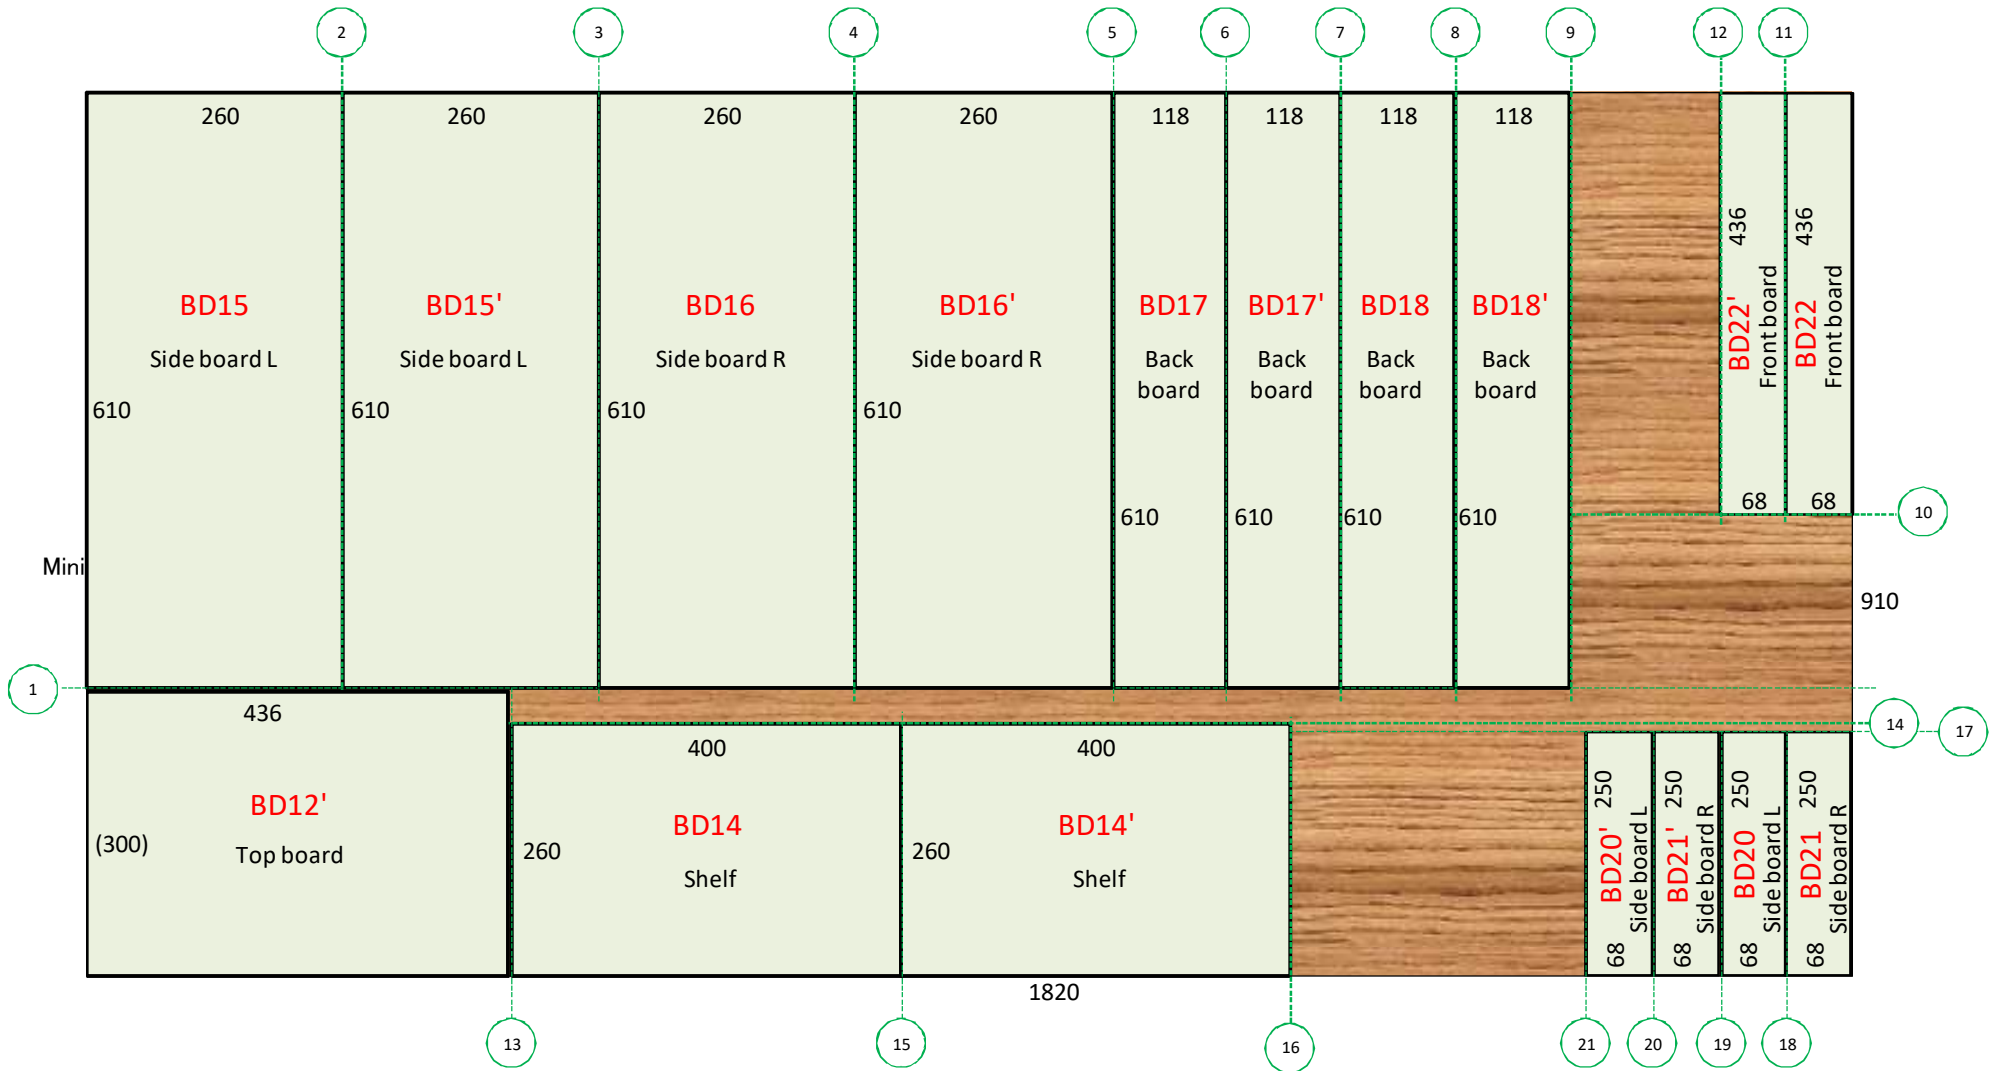 2
3
4
5
6
7
8
9
12
11
260
260
260
260
118
118
118
118
BD15
Side board L
610
BD15'
Side board L
610
BD16
Side board R
610
BD16'
Side board R
610
BD17
Back
board
610
BD17'
Back
board
610
BD18
Back
board
610
BD18'
Back
board
610
436
BD22'
Front board
68
436
BD22
Front board
68
10
Mini
910
1
14
17
436
BD12'
(300)
Top board
400
BD14
260
Shelf
400
BD14'
260
Shelf
250
BD20'
Side board L
68
250
BD21'
Side board R
68
250
BD20
Side board L
68
250
BD21
Side board R
68
1820
13
15
16
21
20
19
18